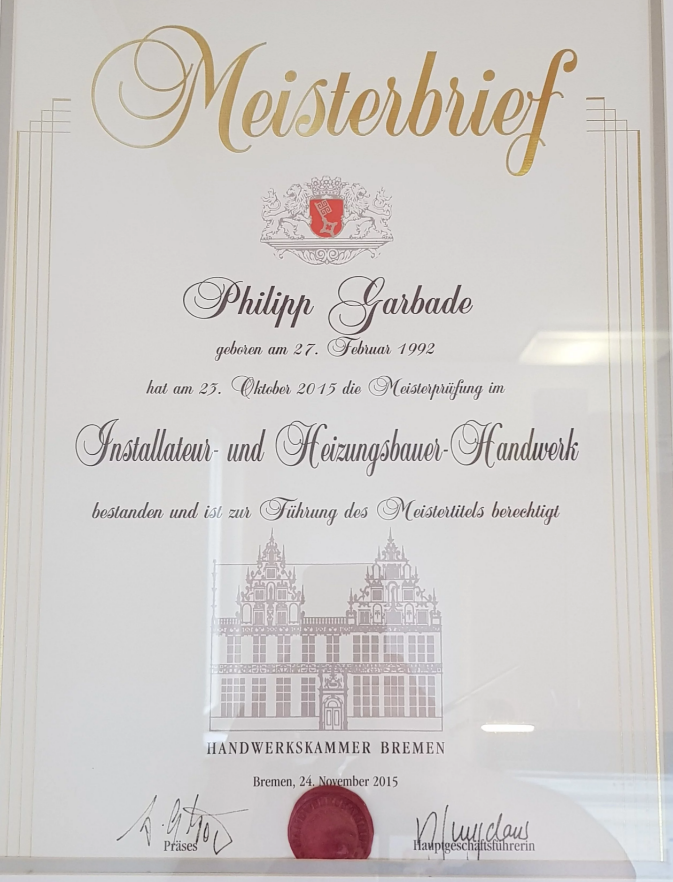 Meisterbrief
Philipp Garbade
geboren am 27. Februar 1992
hat am 23. Oktober 2015 die Meisterprüfung im
Installateur- und Heizungsbauer-Handwerk
bestanden und ist zur Führung des Meistertitels berechtigt
HANDWERKSKAMMER BREMEN
Bremen, 24. November 2015
Präses
Hauptgeschäftsführerin